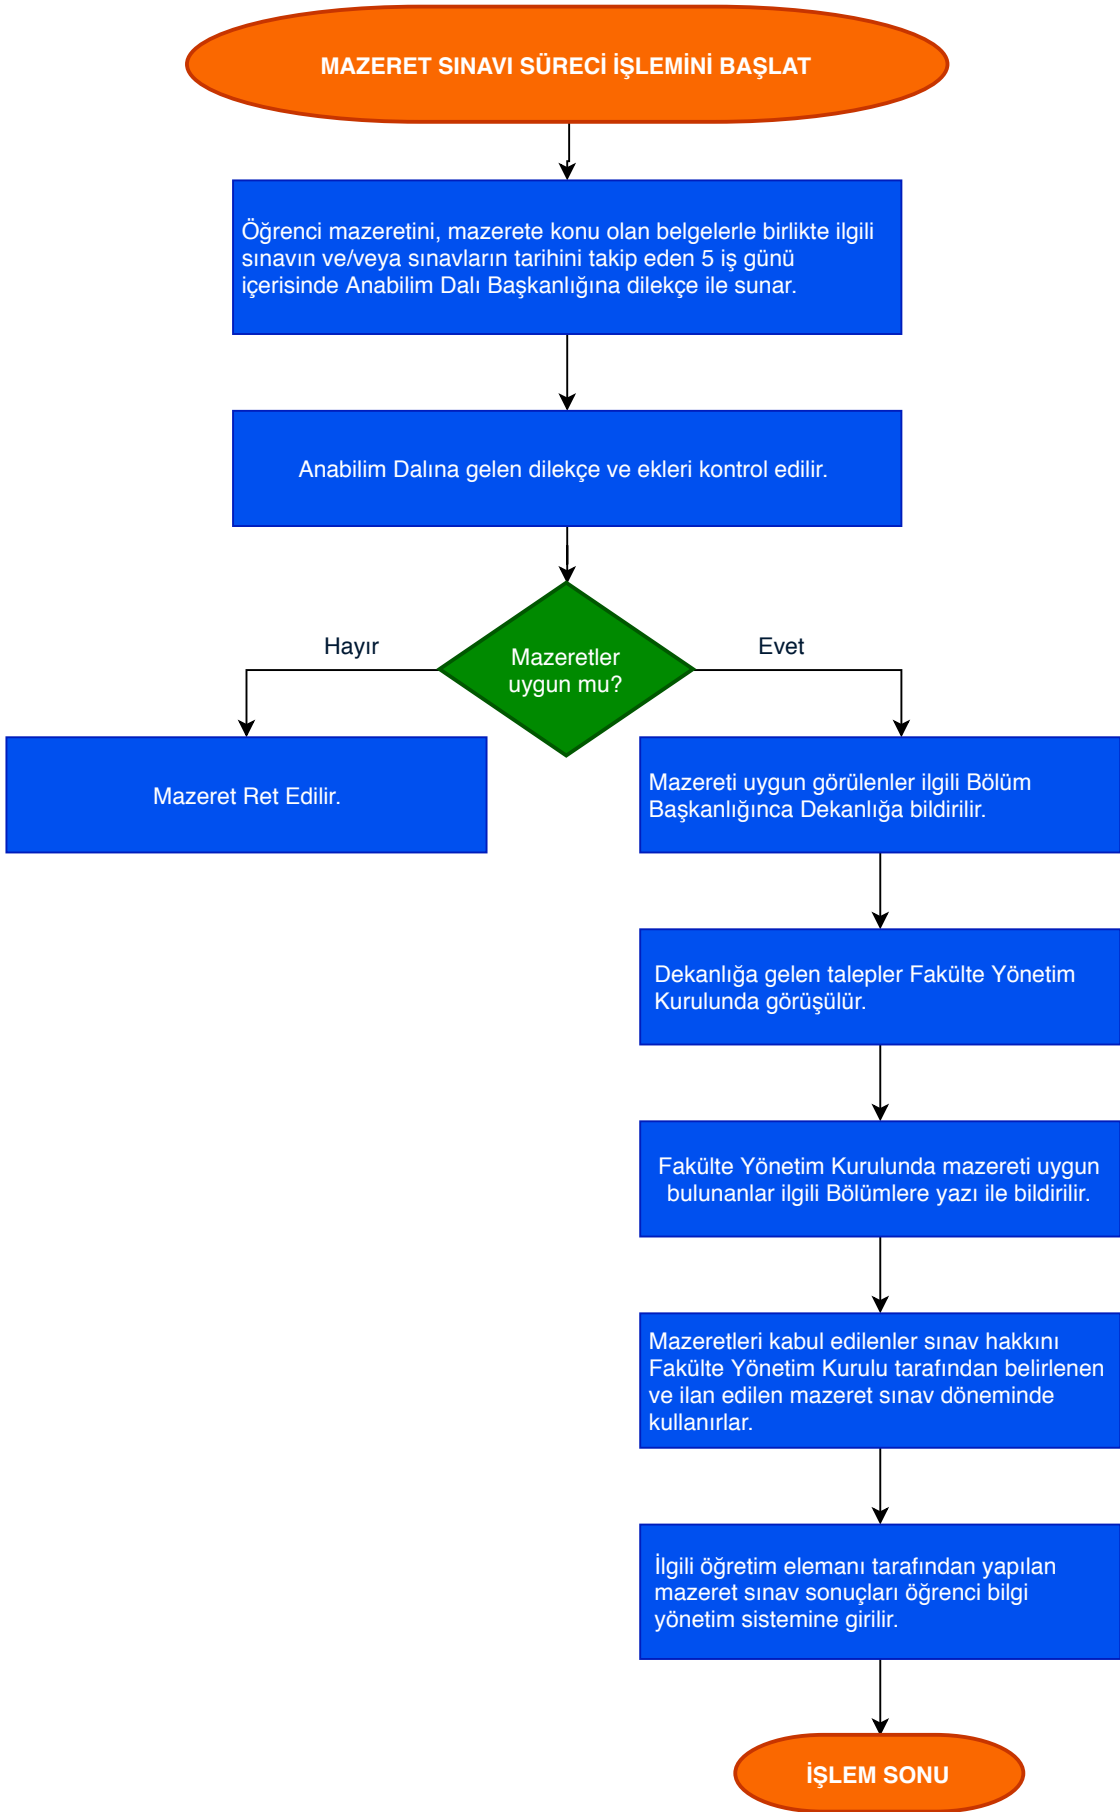 MAZERET SINAVI SÜRECİ İŞLEMİNİ BAŞLAT
Öğrenci mazeretini, mazerete konu olan belgelerle birlikte ilgili
sınavın ve/veya sınavların tarihini takip eden 5 iş günü
içerisinde Anabilim Dalı Başkanlığına dilekçe ile sunar.
Anabilim Dalına gelen dilekçe ve ekleri kontrol edilir.
Mazeretler
uygun mu?
Hayır
Evet
Mazeret Ret Edilir.
Mazereti uygun görülenler ilgili Bölüm
Başkanlığınca Dekanlığa bildirilir.
Dekanlığa gelen talepler Fakülte Yönetim
Kurulunda görüşülür.
Fakülte Yönetim Kurulunda mazereti uygun
bulunanlar ilgili Bölümlere yazı ile bildirilir.
Mazeretleri kabul edilenler sınav hakkını
Fakülte Yönetim Kurulu tarafından belirlenen
ve ilan edilen mazeret sınav döneminde
kullanırlar.
İlgili öğretim elemanı tarafından yapılan
mazeret sınav sonuçları öğrenci bilgi
yönetim sistemine girilir.
İŞLEM SONU